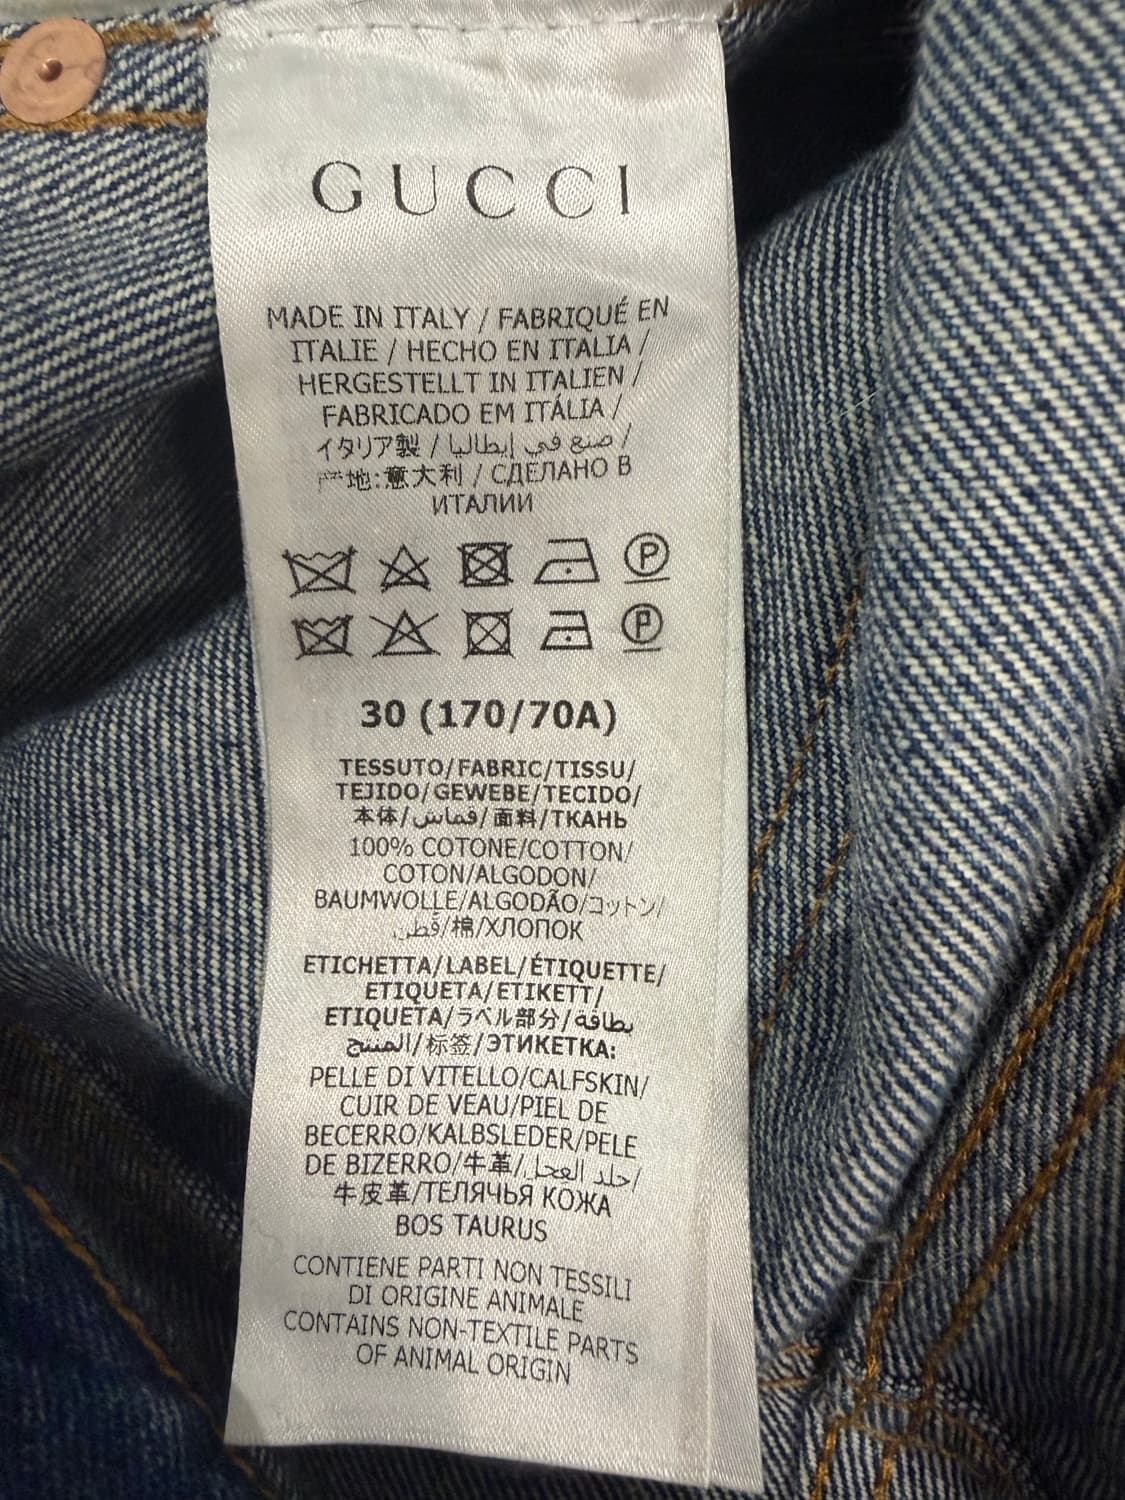 GUCCI
MADE IN ITALY / FABRIQUÉ EN
ITALIE / HECHO EN ITALIA /
HERGESTELLT IN ITALIEN /
FABRICADO EM ITÁLIA /
イタリア製 / صنع في إيطاليا /
产地:意大利 / СДЕЛАНО В
ИТАЛИИ
P
P
30 (170/70A)
TESSUTO/FABRIC/TISSU/
TEJIDO/GEWEBE/TECIDO/
本体/قماش/面料/ТКАНЬ
100% COTONE/COTTON/
COTON/ALGODON/
BAUMWOLLE/ALGODÃO/コットン/
قطن/棉/ХЛОПОК
ETICHETTA/LABEL/ÉTIQUETTE/
ETIQUETA/ETIKETT/
ETIQUETA/ラベル部分/بطاقة
المنتج/标签/ЭТИКЕТКА:
PELLE DI VITELLO/CALFSKIN/
CUIR DE VEAU/PIEL DE
BECERRO/KALBSLEDER/PELE
DE BIZERRO/牛革/جلد العجل/
牛皮革/ТЕЛЯЧЬЯ КОЖА
BOS TAURUS
CONTIENE PARTI NON TESSILI
DI ORIGINE ANIMALE
CONTAINS NON-TEXTILE PARTS
OF ANIMAL ORIGIN